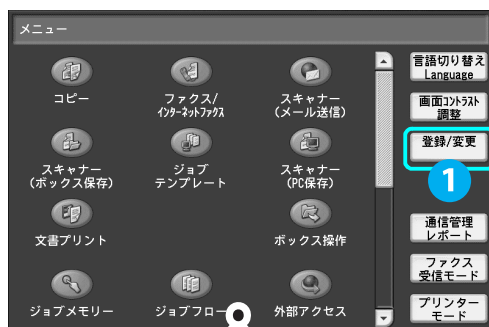 メニュー
コピー
ファクス/
インターネットファクス
スキャナー
(メール送信)
スキャナー
(ボックス保存)
ジョブ
テンプレート
スキャナー
(PC保存)
文書プリント
ボックス操作
ジョブメモリー
ジョブフロー
外部アクセス
言語切り替え
Language
画面コントラスト
調整
登録/変更
1
通信管理
レポート
ファクス
受信モード
プリンター
モード